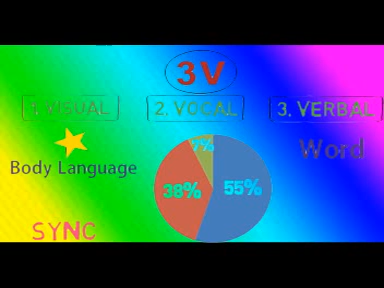 3V
1. VISUAL
2. VOCAL
3. VERBAL
Body Language
Word
7%
38%
55%
SYNC